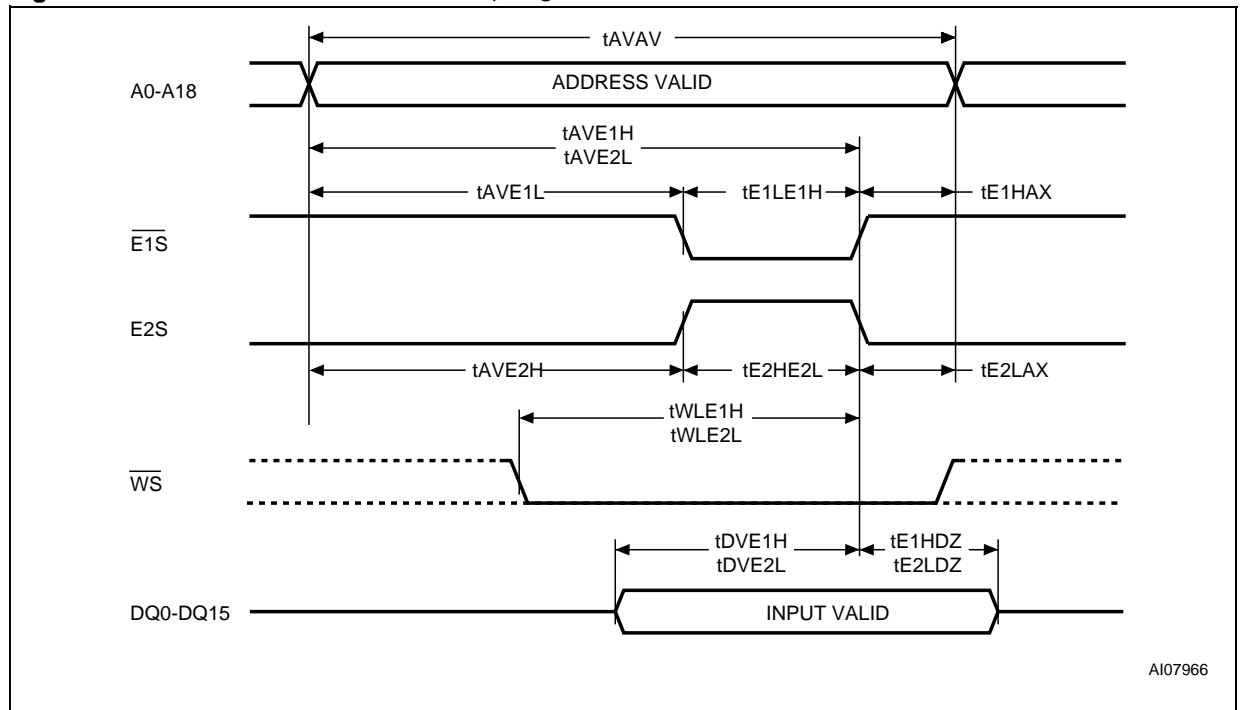 tAVAV
A0-A18
ADDRESS VALID
tAVE1H
tAVE2L
tAVE1L
tE1LE1H
tE1HAX
E1S
E2S
tAVE2H
tE2HE2L
tE2LAX
tWLE1H
tWLE2L
WS
tDVE1H
tDVE2L
tE1HDZ
tE2LDZ
DQ0-DQ15
INPUT VALID
AI07966